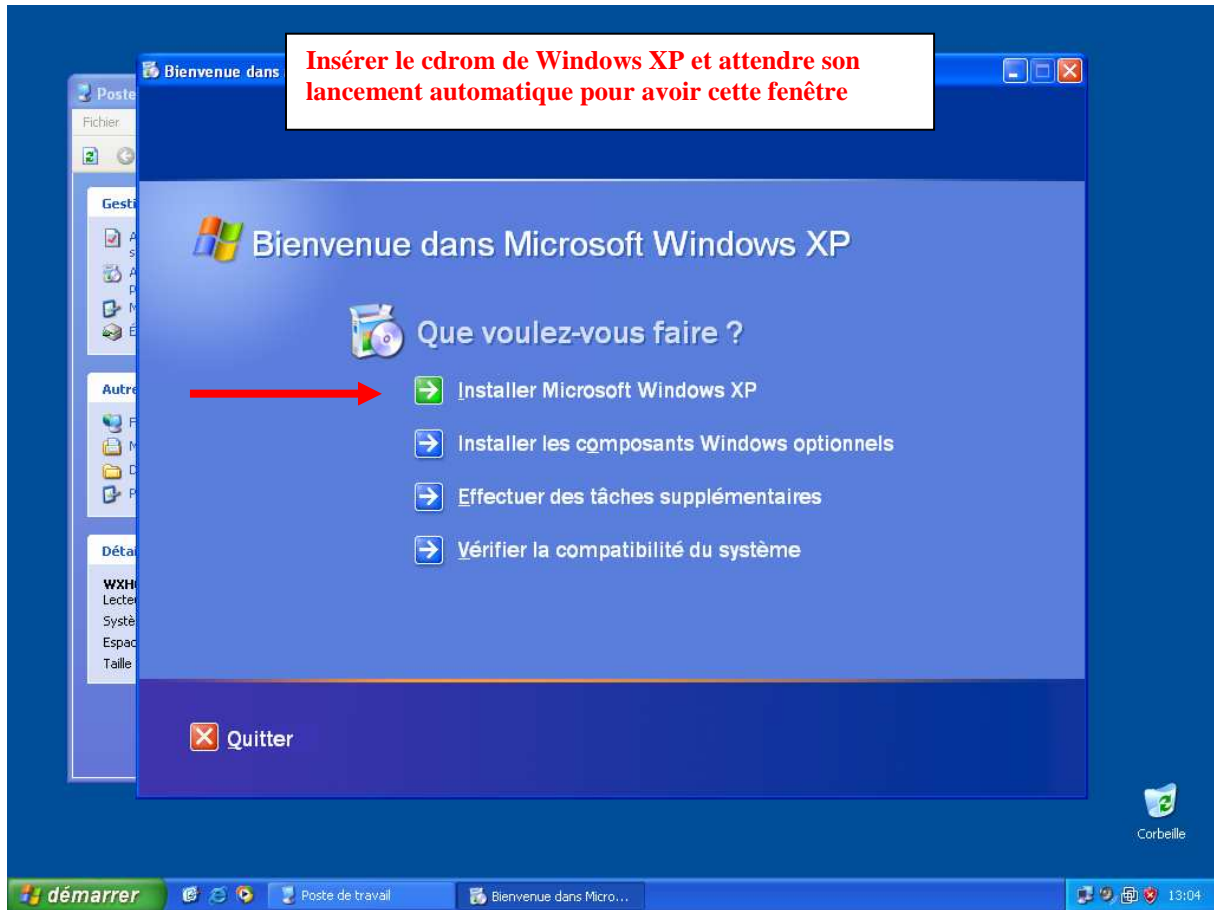 Insérer le cdrom de Windows XP et attendre son
lancement automatique pour avoir cette fenêtre
Bienvenue dans
Poste
Fichier
Bienvenue dans Microsoft Windows XP
Que voulez-vous faire ?
Installer Microsoft Windows XP
Installer les composants Windows optionnels
Effectuer des tâches supplémentaires
Vérifier la compatibilité du système
Quitter
Gesti
Autre
Détai
WXH
Lecte
Systè
Espac
Taille
Corbeille
démarrer
Poste de travail
Bienvenue dans Micro...
13:04